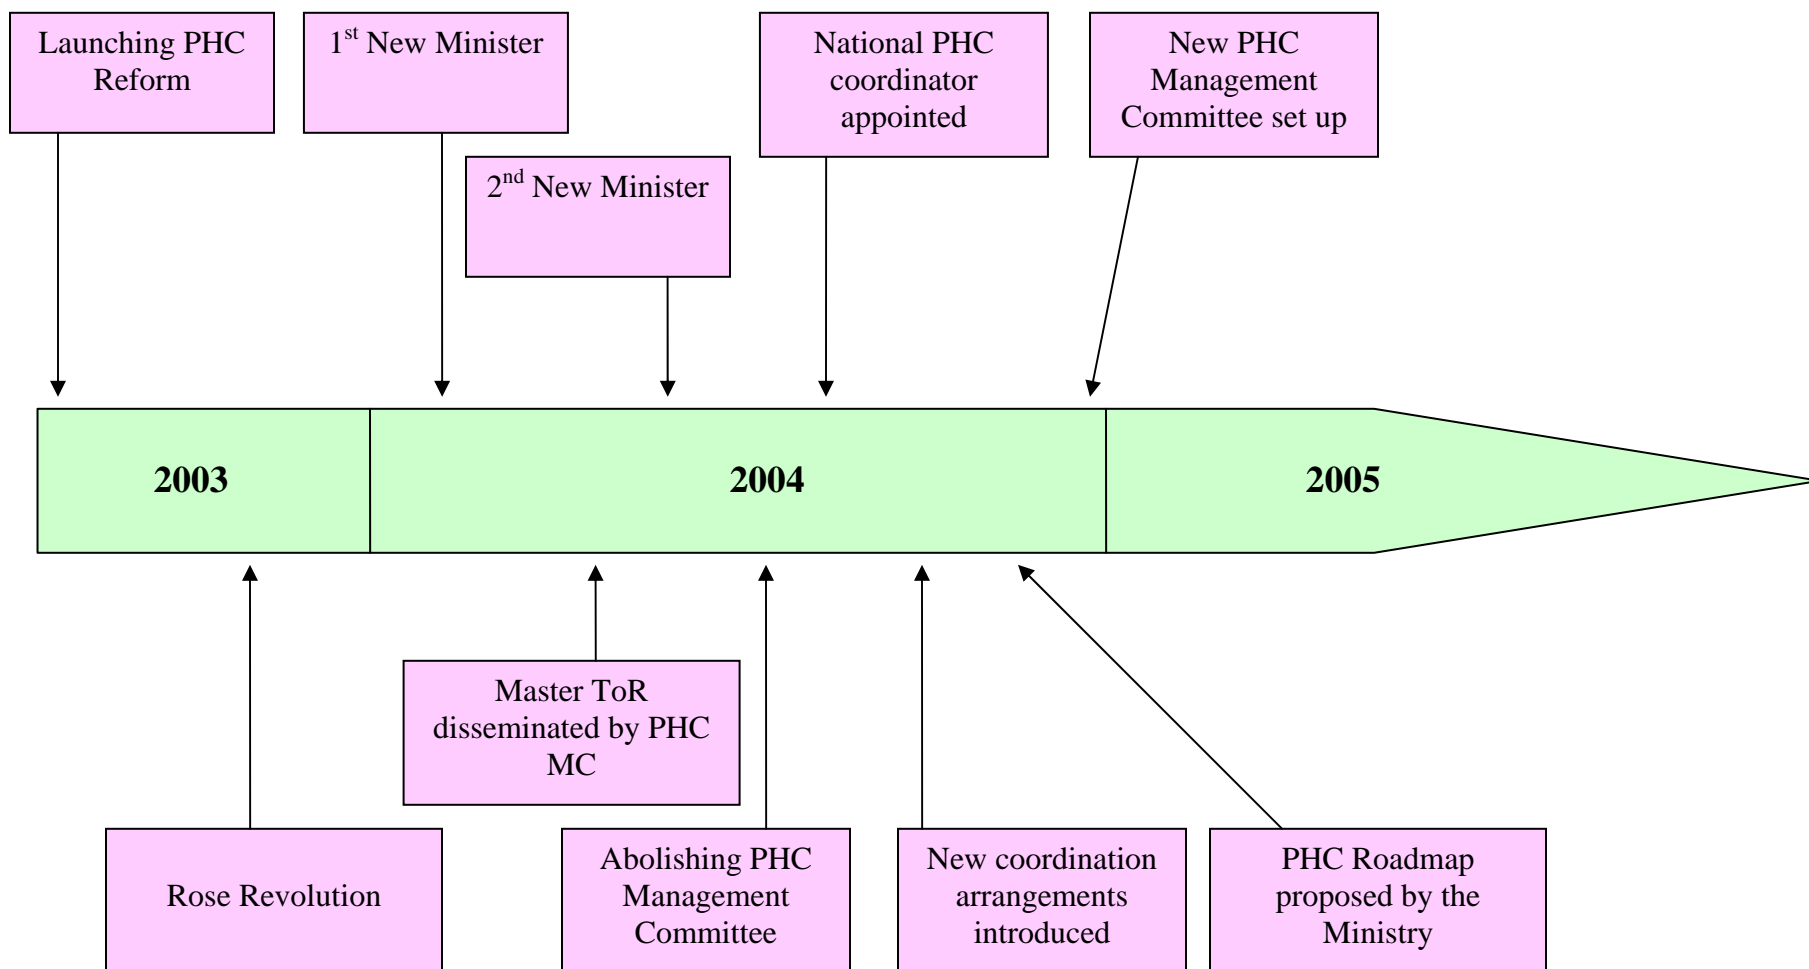 Launching PHC
Reform
1st New Minister
2nd New Minister
National PHC
coordinator
appointed
New PHC
Management
Committee set up
2003
2004
2005
Master ToR
disseminated by PHC
MC
Rose Revolution
Abolishing PHC
Management
Committee
New coordination
arrangements
introduced
PHC Roadmap
proposed by the
Ministry